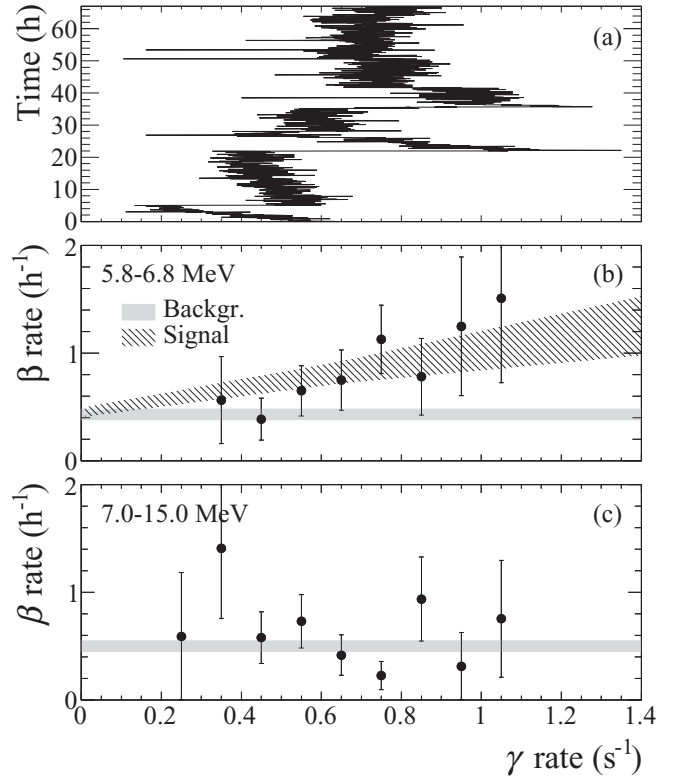 60
50
40
30
20
10
0
Time (h)
(a)
2
1
0
β rate (h⁻¹)
5.8-6.8 MeV
(b)
Backgr.
Signal
2
1
0
β rate (h⁻¹)
7.0-15.0 MeV
(c)
0 0.2 0.4 0.6 0.8 1 1.2 1.4
γ rate (s⁻¹)